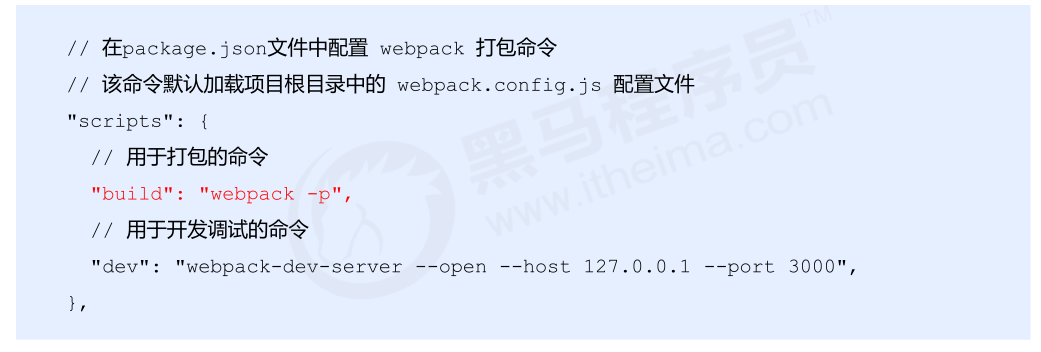 // 在package.json文件中配置 webpack 打包命令
// 该命令默认加载项目根目录中的 webpack.config.js 配置文件
"scripts": {
// 用于打包的命令
"build": "webpack -p",
// 用于开发调试的命令
"dev": "webpack-dev-server --open --host 127.0.0.1 --port 3000",
},
黑马程序员™
www.itheima.com